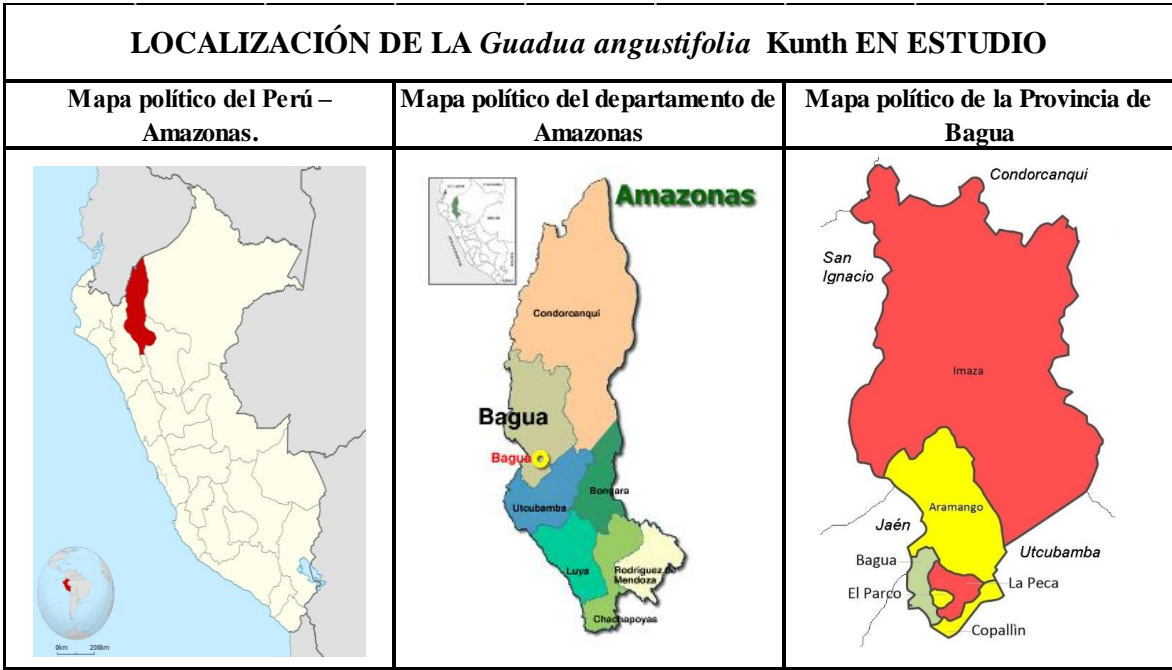 LOCALIZACIÓN DE LA Guadua angustifolia Kunth EN ESTUDIO
Mapa político del Perú –
Amazonas.
Mapa político del departamento de
Amazonas
Mapa político de la Provincia de
Bagua
0km 200km
Amazonas
Condorcanqui
Bagua
Bagua
Bongara
Utcubamba
Luya
Rodriguez de
Mendoza
Chachapoyas
Condorcanqui
San
Ignacio
Imaza
Aramango
Jaén
Utcubamba
Bagua
La Peca
El Parco
Copallìn